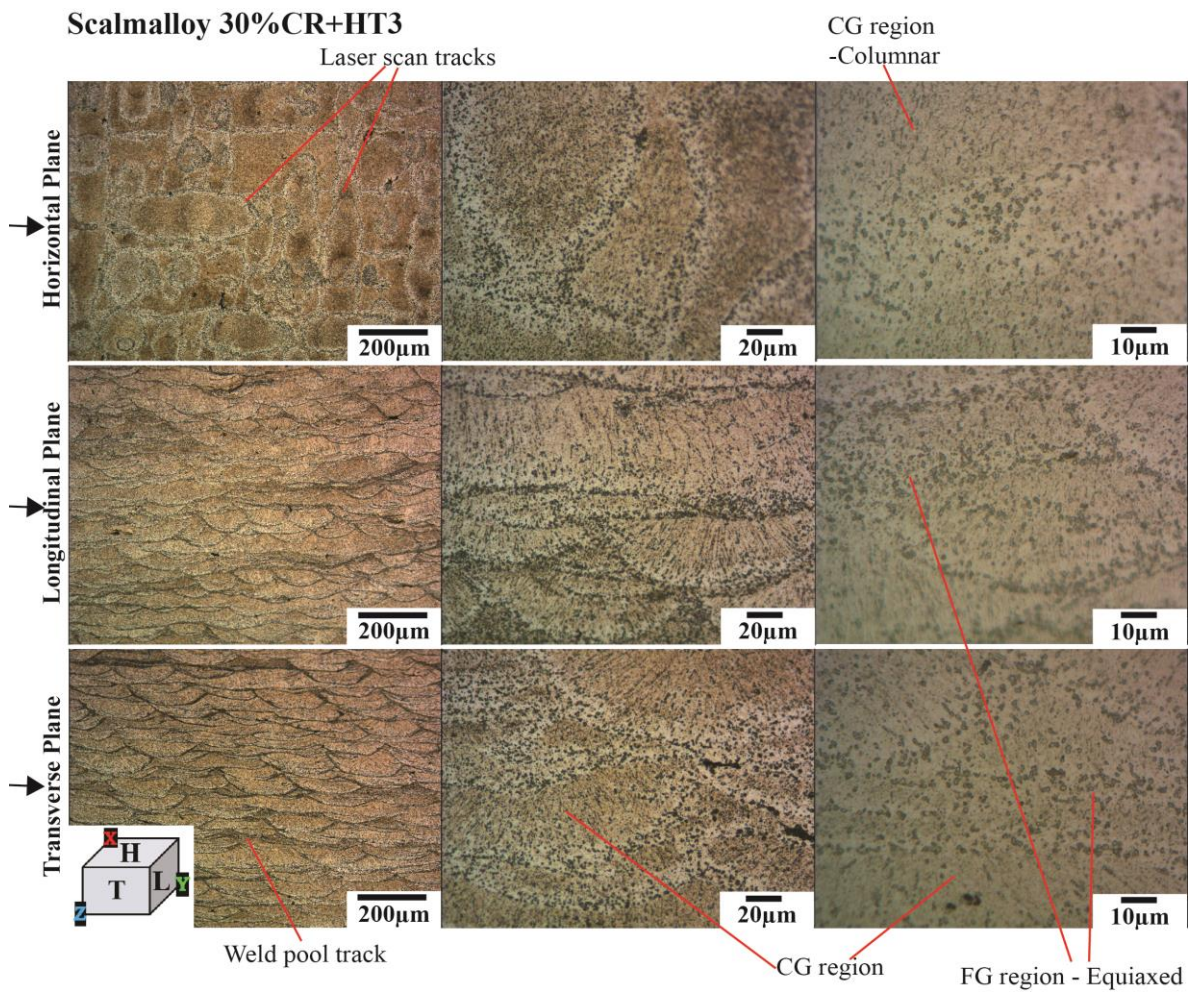 Scalmalloy 30%CR+HT3
Laser scan tracks
CG region
-Columnar
Horizontal Plane
200µm
20µm
10µm
Longitudinal Plane
200µm
20µm
10µm
Transverse Plane
X
H
T
L
Y
Z
200µm
20µm
10µm
Weld pool track
CG region
FG region - Equiaxed